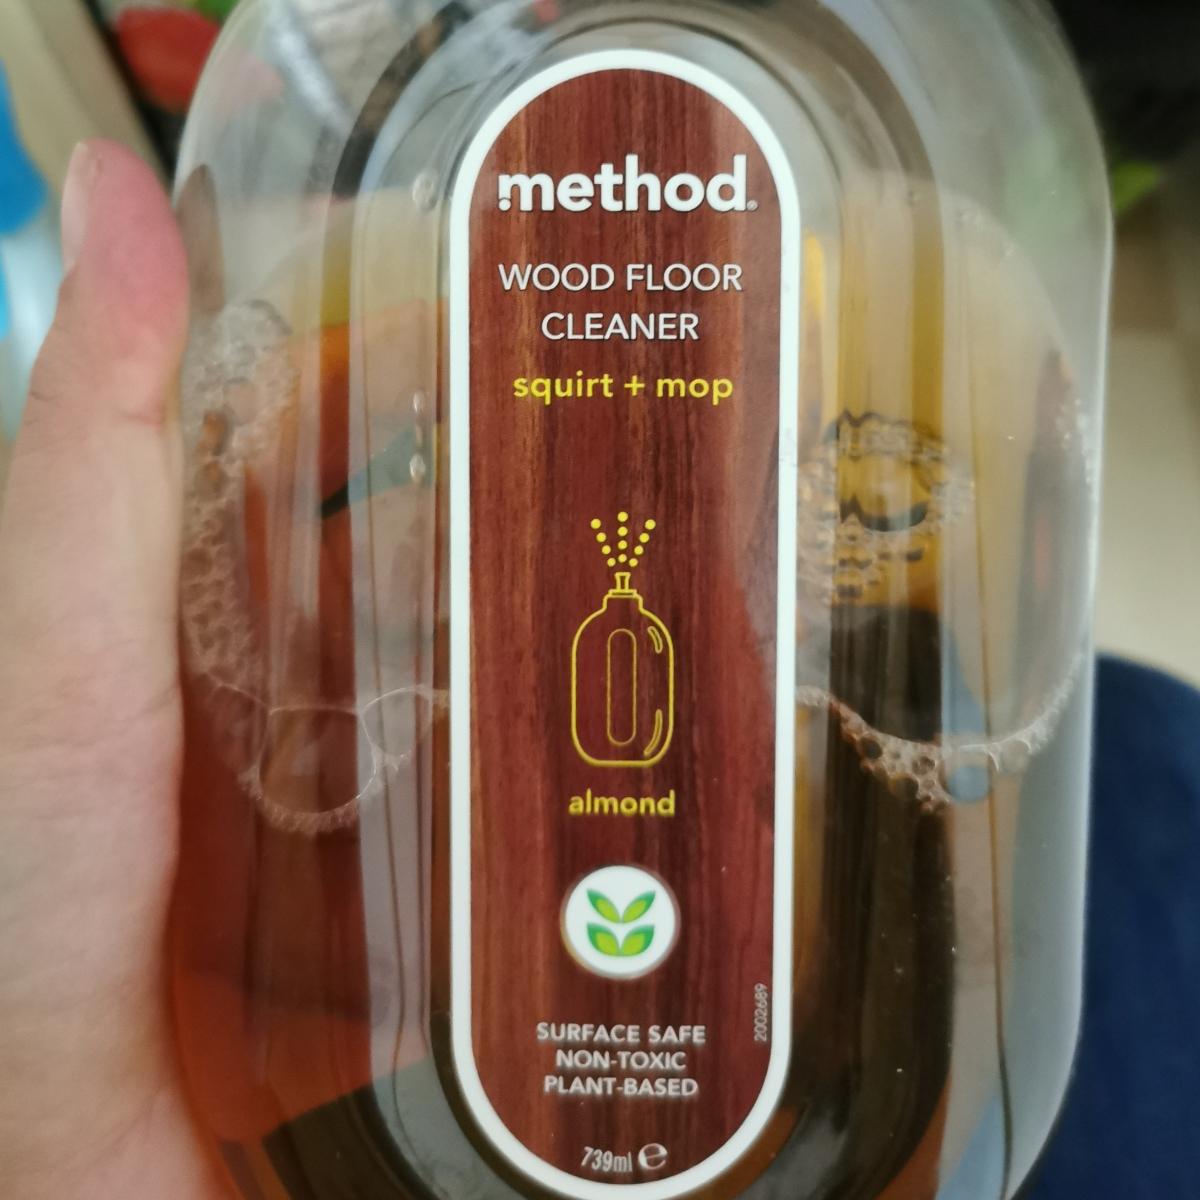 method®
WOOD FLOOR
CLEANER
squirt + mop
almond
2002689
SURFACE SAFE
NON-TOXIC
PLANT-BASED
739ml ℮